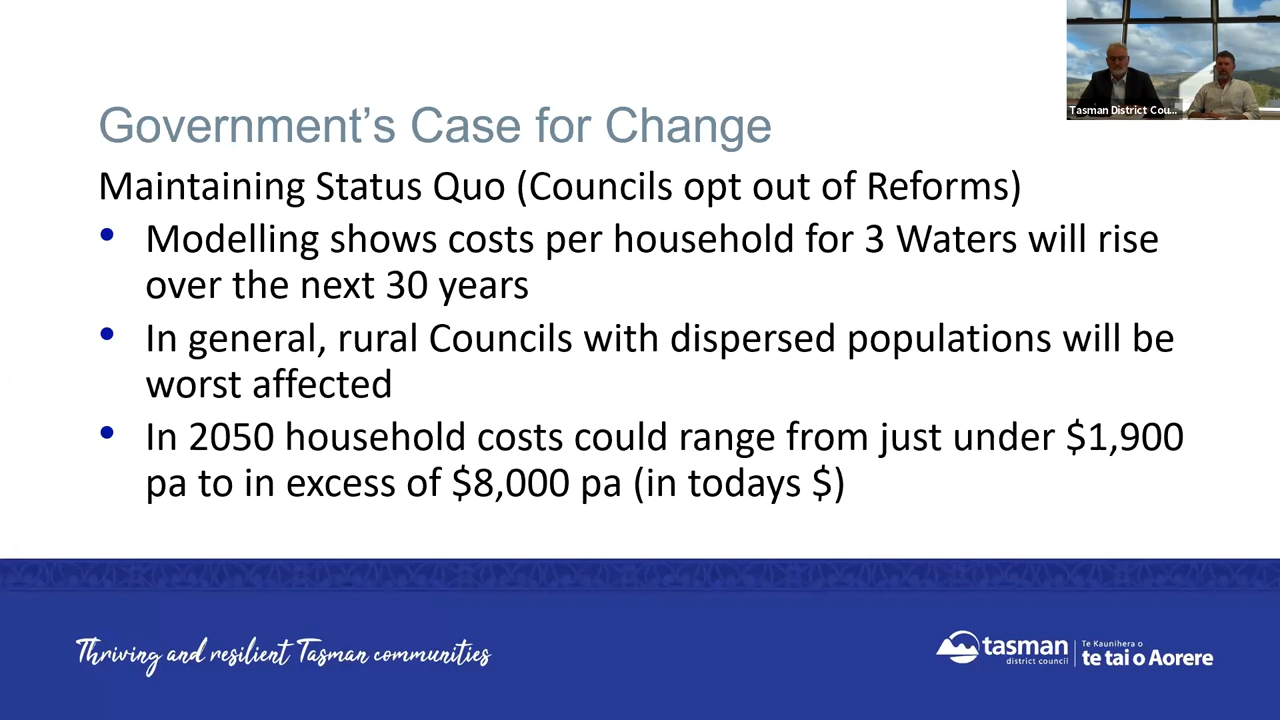 Tasman District Cou...
Government's Case for Change
Maintaining Status Quo (Councils opt out of Reforms)
• Modelling shows costs per household for 3 Waters will rise
over the next 30 years
• In general, rural Councils with dispersed populations will be
worst affected
• In 2050 household costs could range from just under $1,900
pa to in excess of $8,000 pa (in todays $)
Thriving and resilient Tasman communities
tasman
district council
Te Kaunihera o
te tai o Aorere